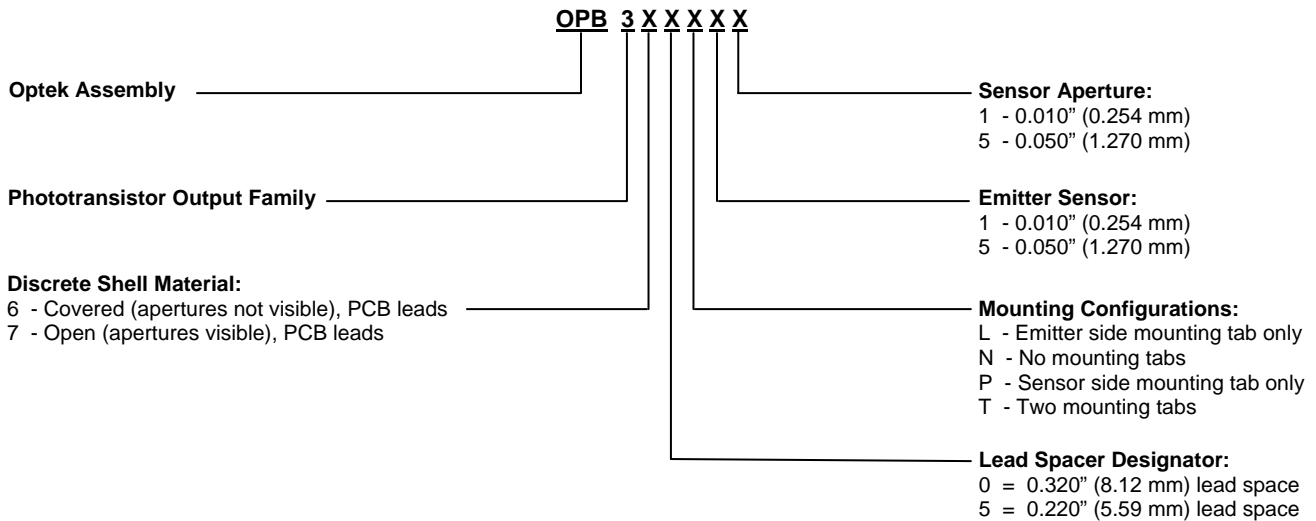 OPB 3 X X X X X
Optek Assembly
Phototransistor Output Family
Discrete Shell Material:
6 - Covered (apertures not visible), PCB leads
7 - Open (apertures visible), PCB leads
Sensor Aperture:
1 - 0.010” (0.254 mm)
5 - 0.050” (1.270 mm)
Emitter Sensor:
1 - 0.010” (0.254 mm)
5 - 0.050” (1.270 mm)
Mounting Configurations:
L - Emitter side mounting tab only
N - No mounting tabs
P - Sensor side mounting tab only
T - Two mounting tabs
Lead Spacer Designator:
0 = 0.320” (8.12 mm) lead space
5 = 0.220” (5.59 mm) lead space